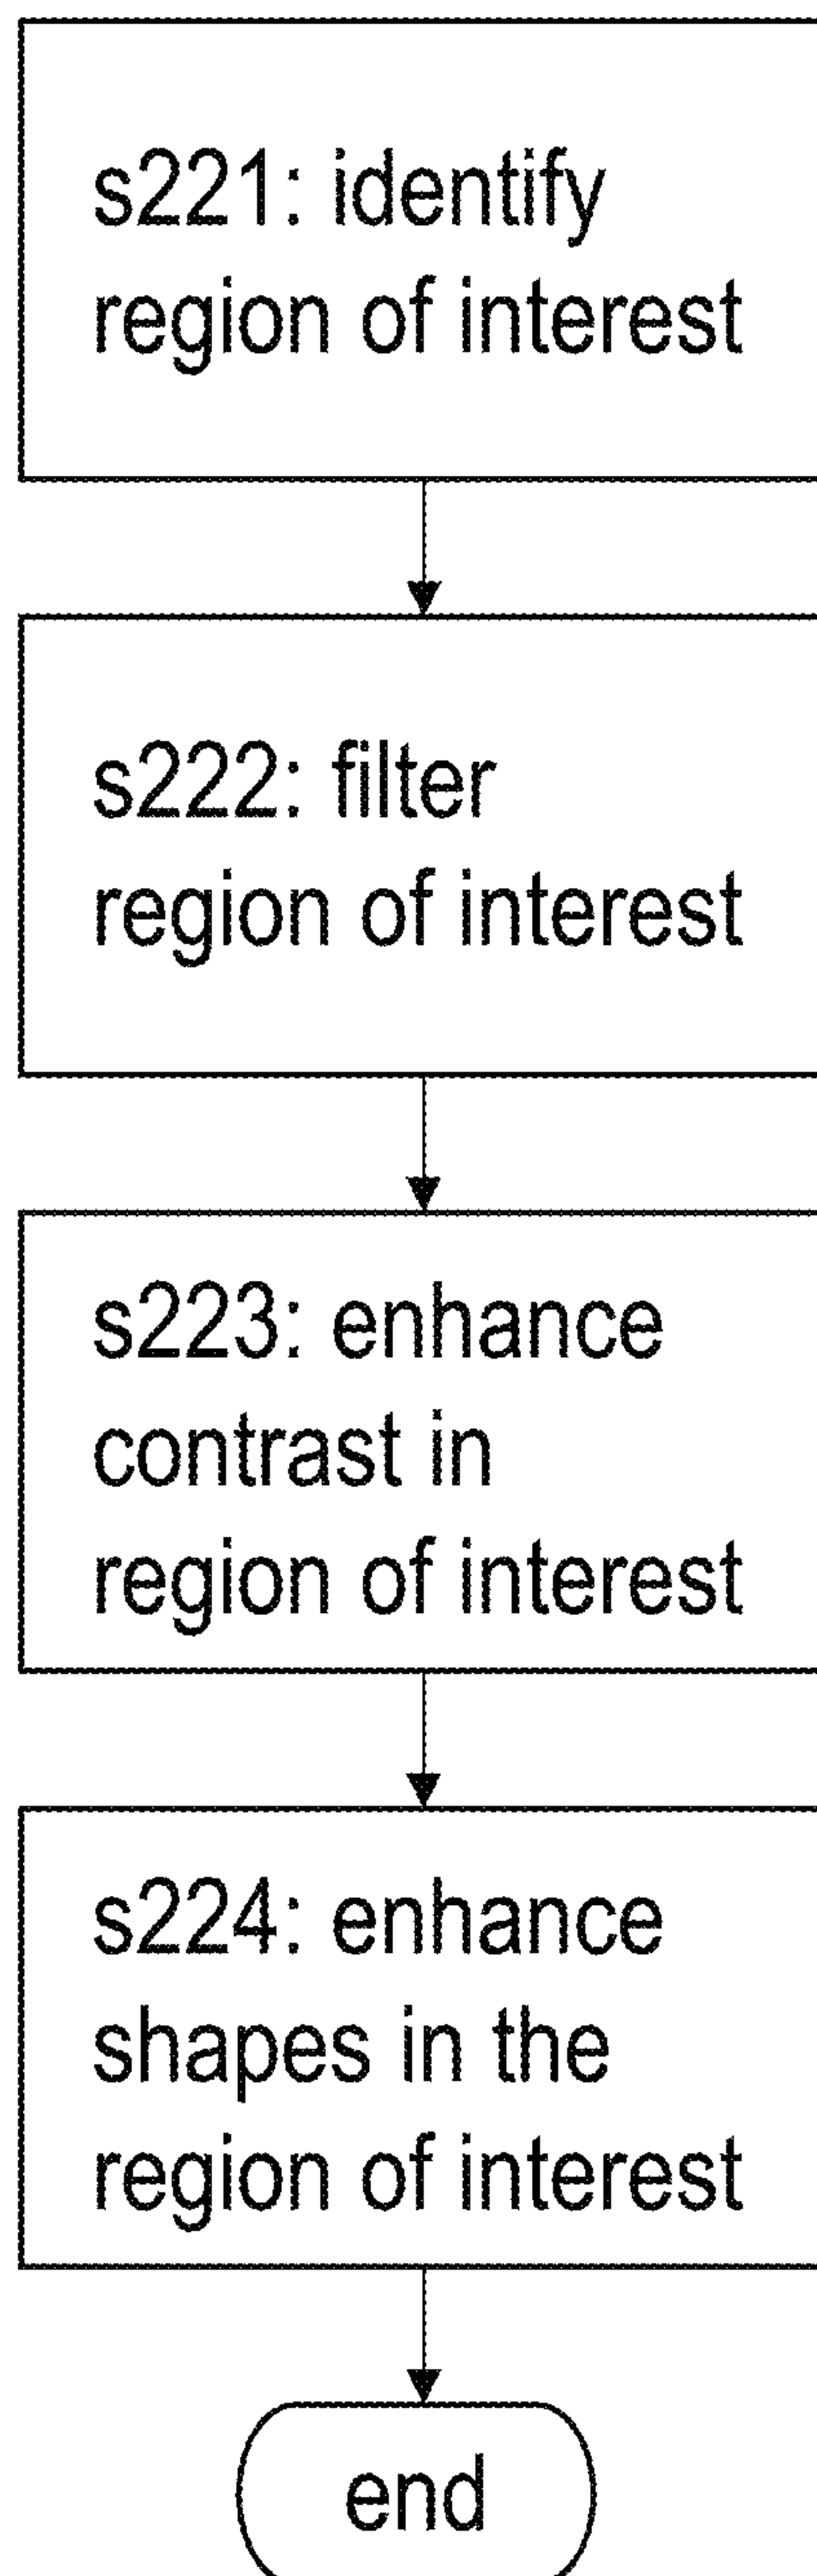 s221: identify
region of interest
s222: filter
region of interest
s223: enhance
contrast in
region of interest
s224: enhance
shapes in the
region of interest
end